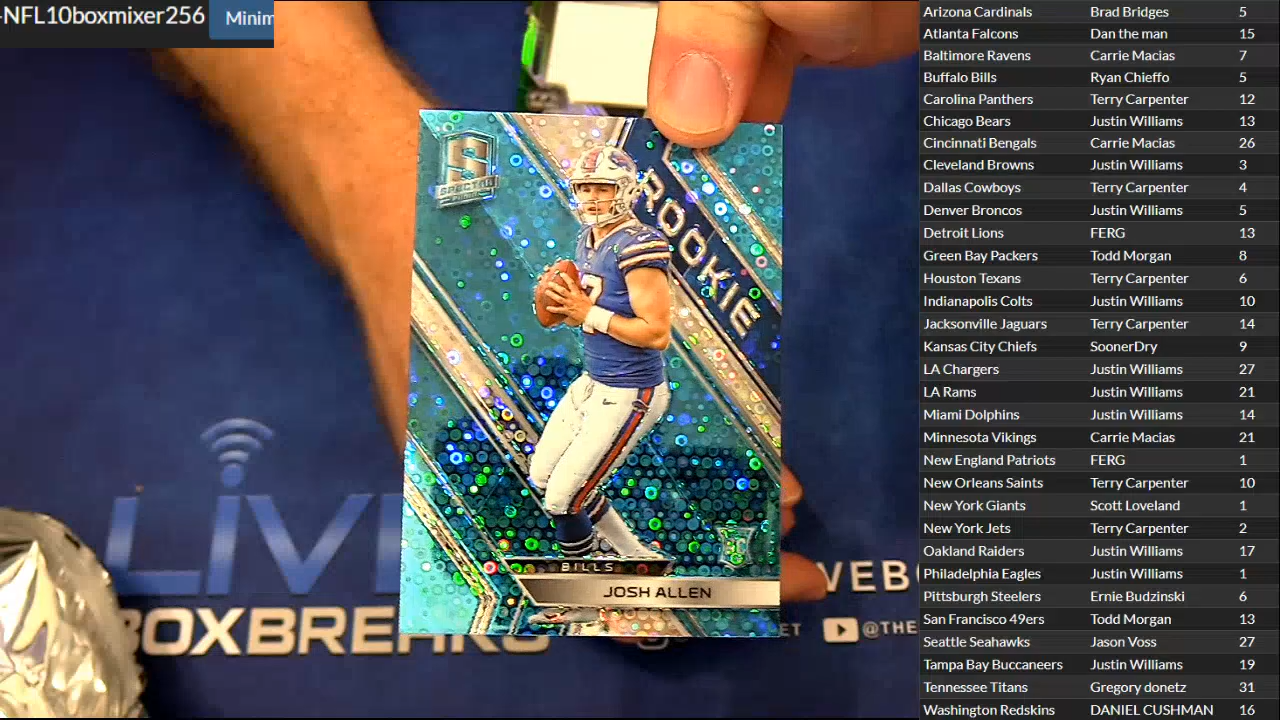 -NFL10boxmixer256 Minim
SPECTRA
ROOKIE
BILLS
JOSH ALLEN
LIV
BOXBREAKS
WEB
ET @THE
Arizona Cardinals Brad Bridges 5
Atlanta Falcons Dan the man 15
Baltimore Ravens Carrie Macias 7
Buffalo Bills Ryan Chieffo 5
Carolina Panthers Terry Carpenter 12
Chicago Bears Justin Williams 13
Cincinnati Bengals Carrie Macias 26
Cleveland Browns Justin Williams 3
Dallas Cowboys Terry Carpenter 4
Denver Broncos Justin Williams 5
Detroit Lions FERG 13
Green Bay Packers Todd Morgan 8
Houston Texans Terry Carpenter 6
Indianapolis Colts Justin Williams 10
Jacksonville Jaguars Terry Carpenter 14
Kansas City Chiefs SoonerDry 9
LA Chargers Justin Williams 27
LA Rams Justin Williams 21
Miami Dolphins Justin Williams 14
Minnesota Vikings Carrie Macias 21
New England Patriots FERG 1
New Orleans Saints Terry Carpenter 10
New York Giants Scott Loveland 1
New York Jets Terry Carpenter 2
Oakland Raiders Justin Williams 17
Philadelphia Eagles Justin Williams 1
Pittsburgh Steelers Ernie Budzinski 6
San Francisco 49ers Todd Morgan 13
Seattle Seahawks Jason Voss 27
Tampa Bay Buccaneers Justin Williams 19
Tennessee Titans Gregory donetz 31
Washington Redskins DANIEL CUSHMAN 16